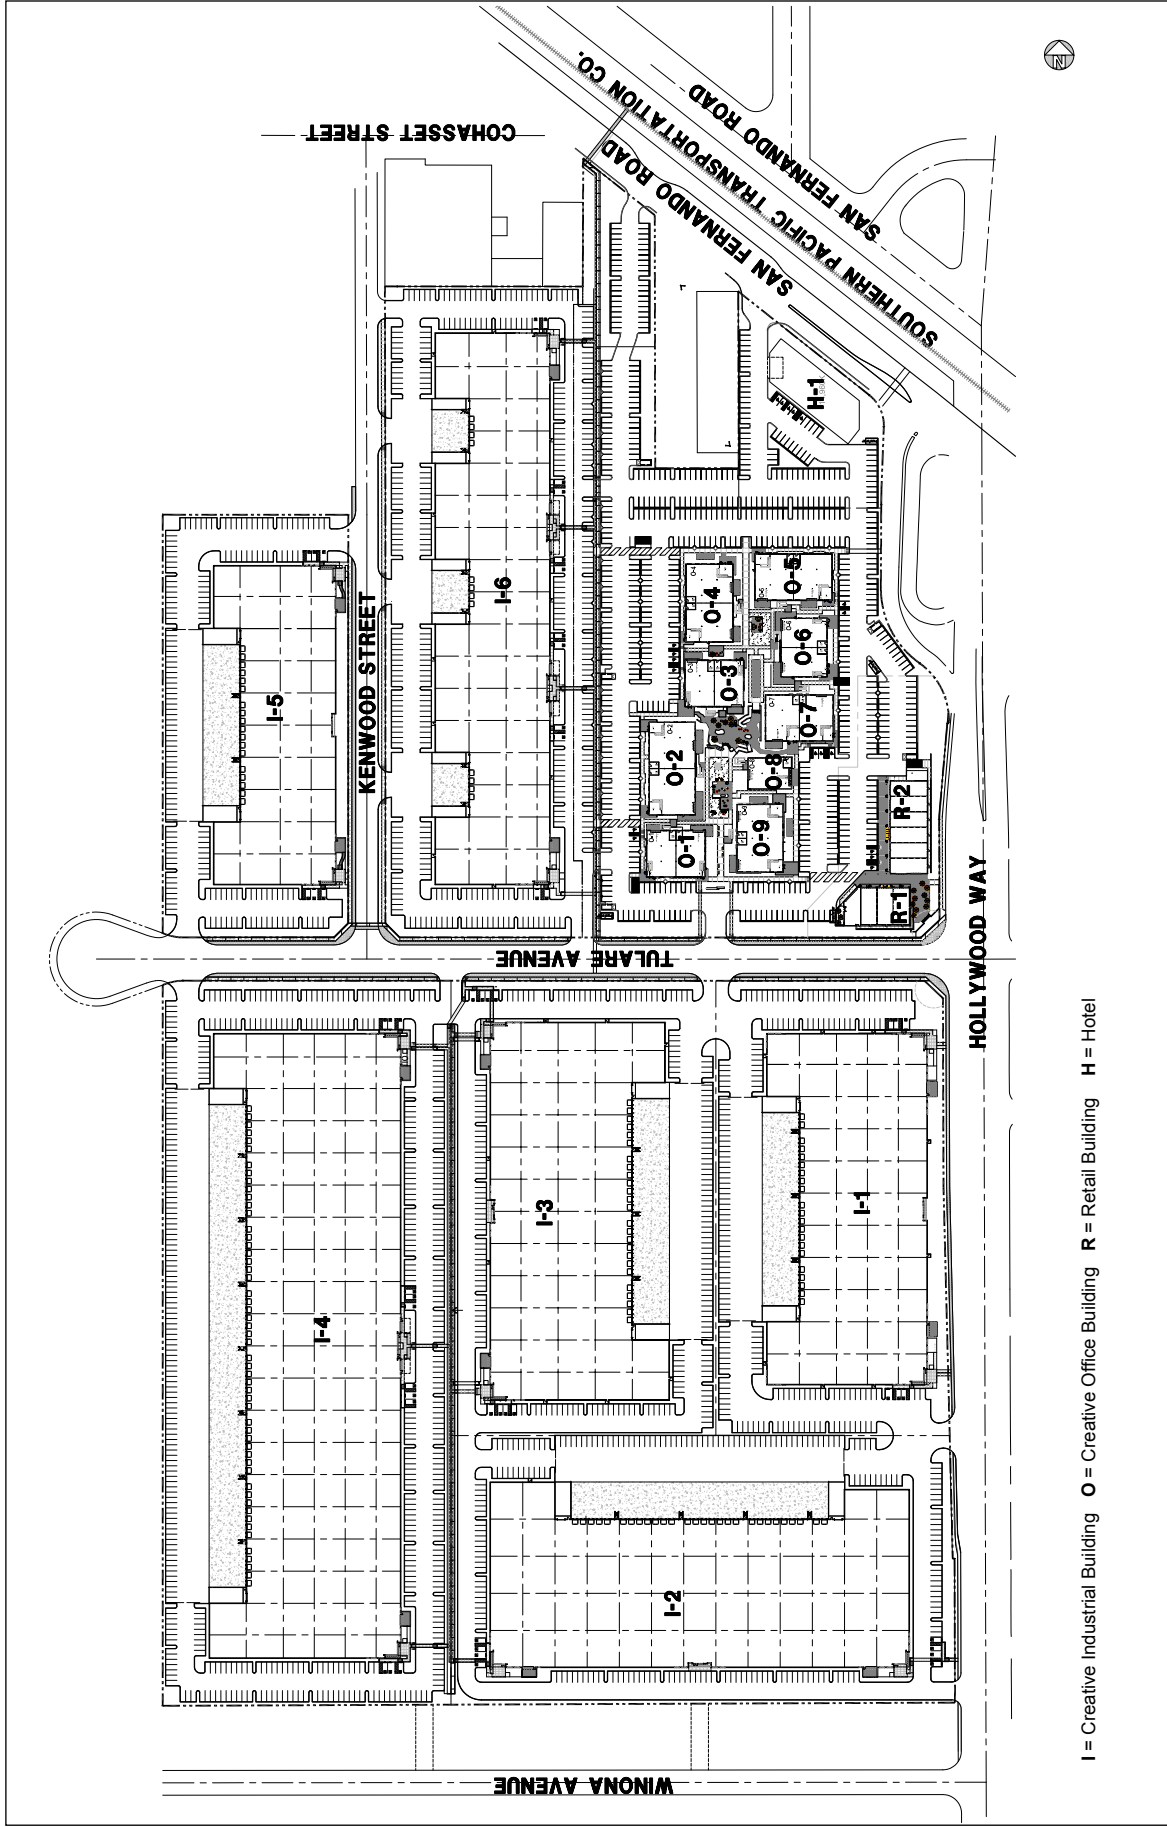 COHASSET STREET
SOUTHERN PACIFIC TRANSPORTATION CO.
SAN FERNANDO ROAD
SAN FERNANDO ROAD
KENWOOD STREET
TULARE AVENUE
HOLLYWOOD WAY
WINONA AVENUE
I-5
I-6
H-1
O-4
O-5
O-3
O-6
O-2
O-7
O-8
O-1
O-9
R-2
R-1
I-4
I-3
I-1
I-2
N
I = Creative Industrial Building O = Creative Office Building R = Retail Building H = Hotel